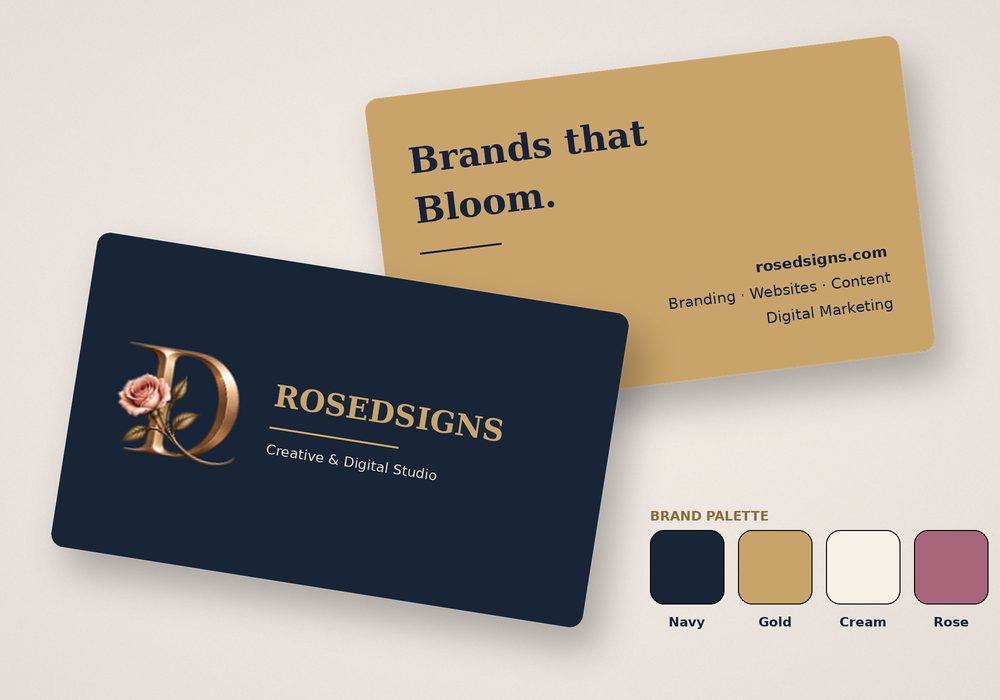 Brands that
Bloom.
rosedsigns.com
Branding · Websites · Content
Digital Marketing
D
ROSEDSIGNS
Creative & Digital Studio
BRAND PALETTE
Navy
Gold
Cream
Rose